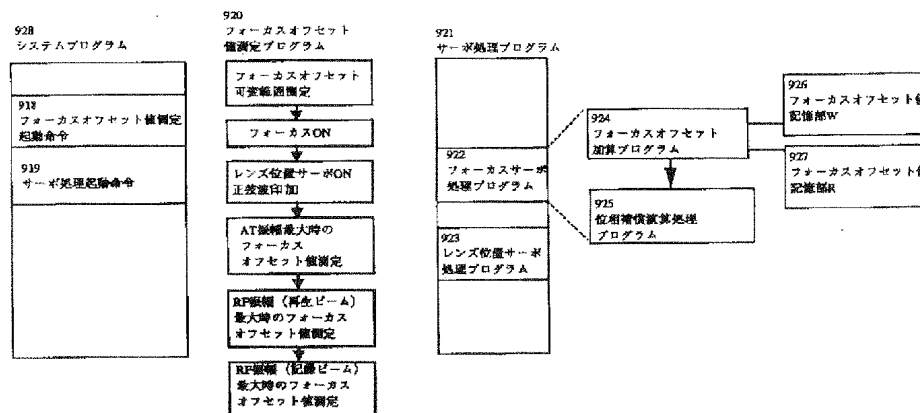 928
システムプログラム
918
フォーカスオフセット値測定
起動命令
919
サーボ処理起動命令
920
フォーカスオフセット
値測定プログラム
フォーカスオフセット
可変範囲測定
フォーカスON
レンズ位置サーボON
正弦波印加
AT振幅最大時の
フォーカス
オフセット値測定
RF振幅（再生ビーム）
最大時のフォーカス
オフセット値測定
RF振幅（記録ビーム）
最大時のフォーカス
オフセット値測定
921
サーボ処理プログラム
922
フォーカスサーボ
処理プログラム
923
レンズ位置サーボ
処理プログラム
924
フォーカスオフセット
加算プログラム
925
位相補償演算処理
プログラム
926
フォーカスオフセット値
記憶部W
927
フォーカスオフセット値
記憶部R